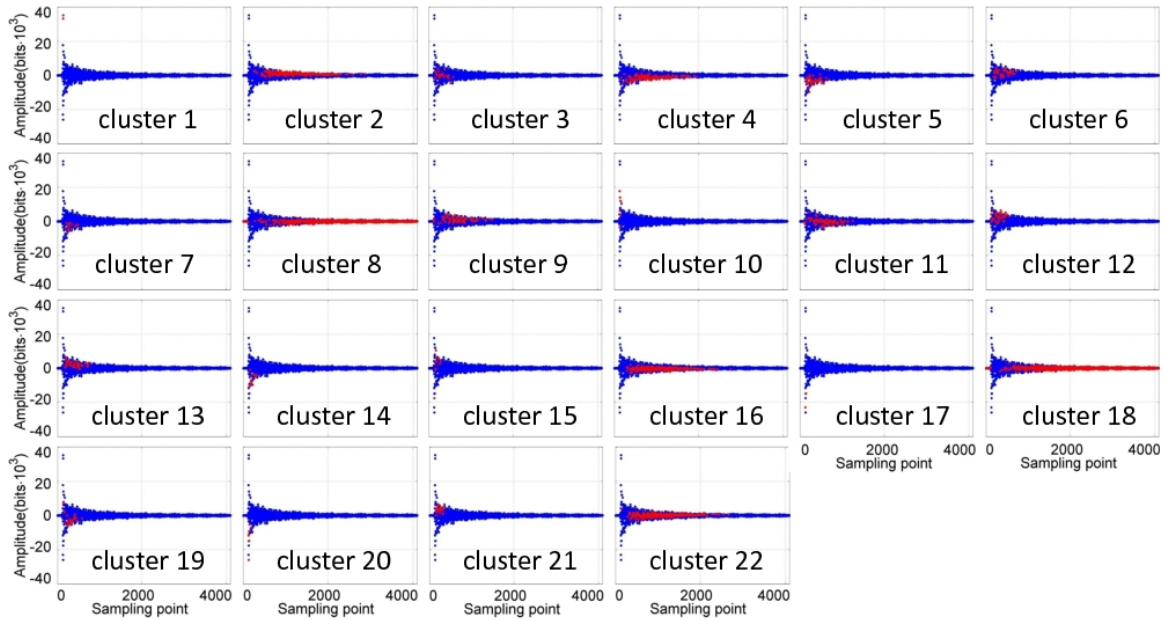 40
20
0
-20
-40
Amplitude(bits·10³)
cluster 1
cluster 2
cluster 3
cluster 4
cluster 5
cluster 6
40
20
0
-20
-40
Amplitude(bits·10³)
cluster 7
cluster 8
cluster 9
cluster 10
cluster 11
cluster 12
40
20
0
-20
-40
Amplitude(bits·10³)
cluster 13
cluster 14
cluster 15
cluster 16
cluster 17
cluster 18
0 2000 4000
Sampling point
0 2000 4000
Sampling point
40
20
0
-20
-40
Amplitude(bits·10³)
cluster 19
cluster 20
cluster 21
cluster 22
0 2000 4000
Sampling point
0 2000 4000
Sampling point
0 2000 4000
Sampling point
0 2000 4000
Sampling point